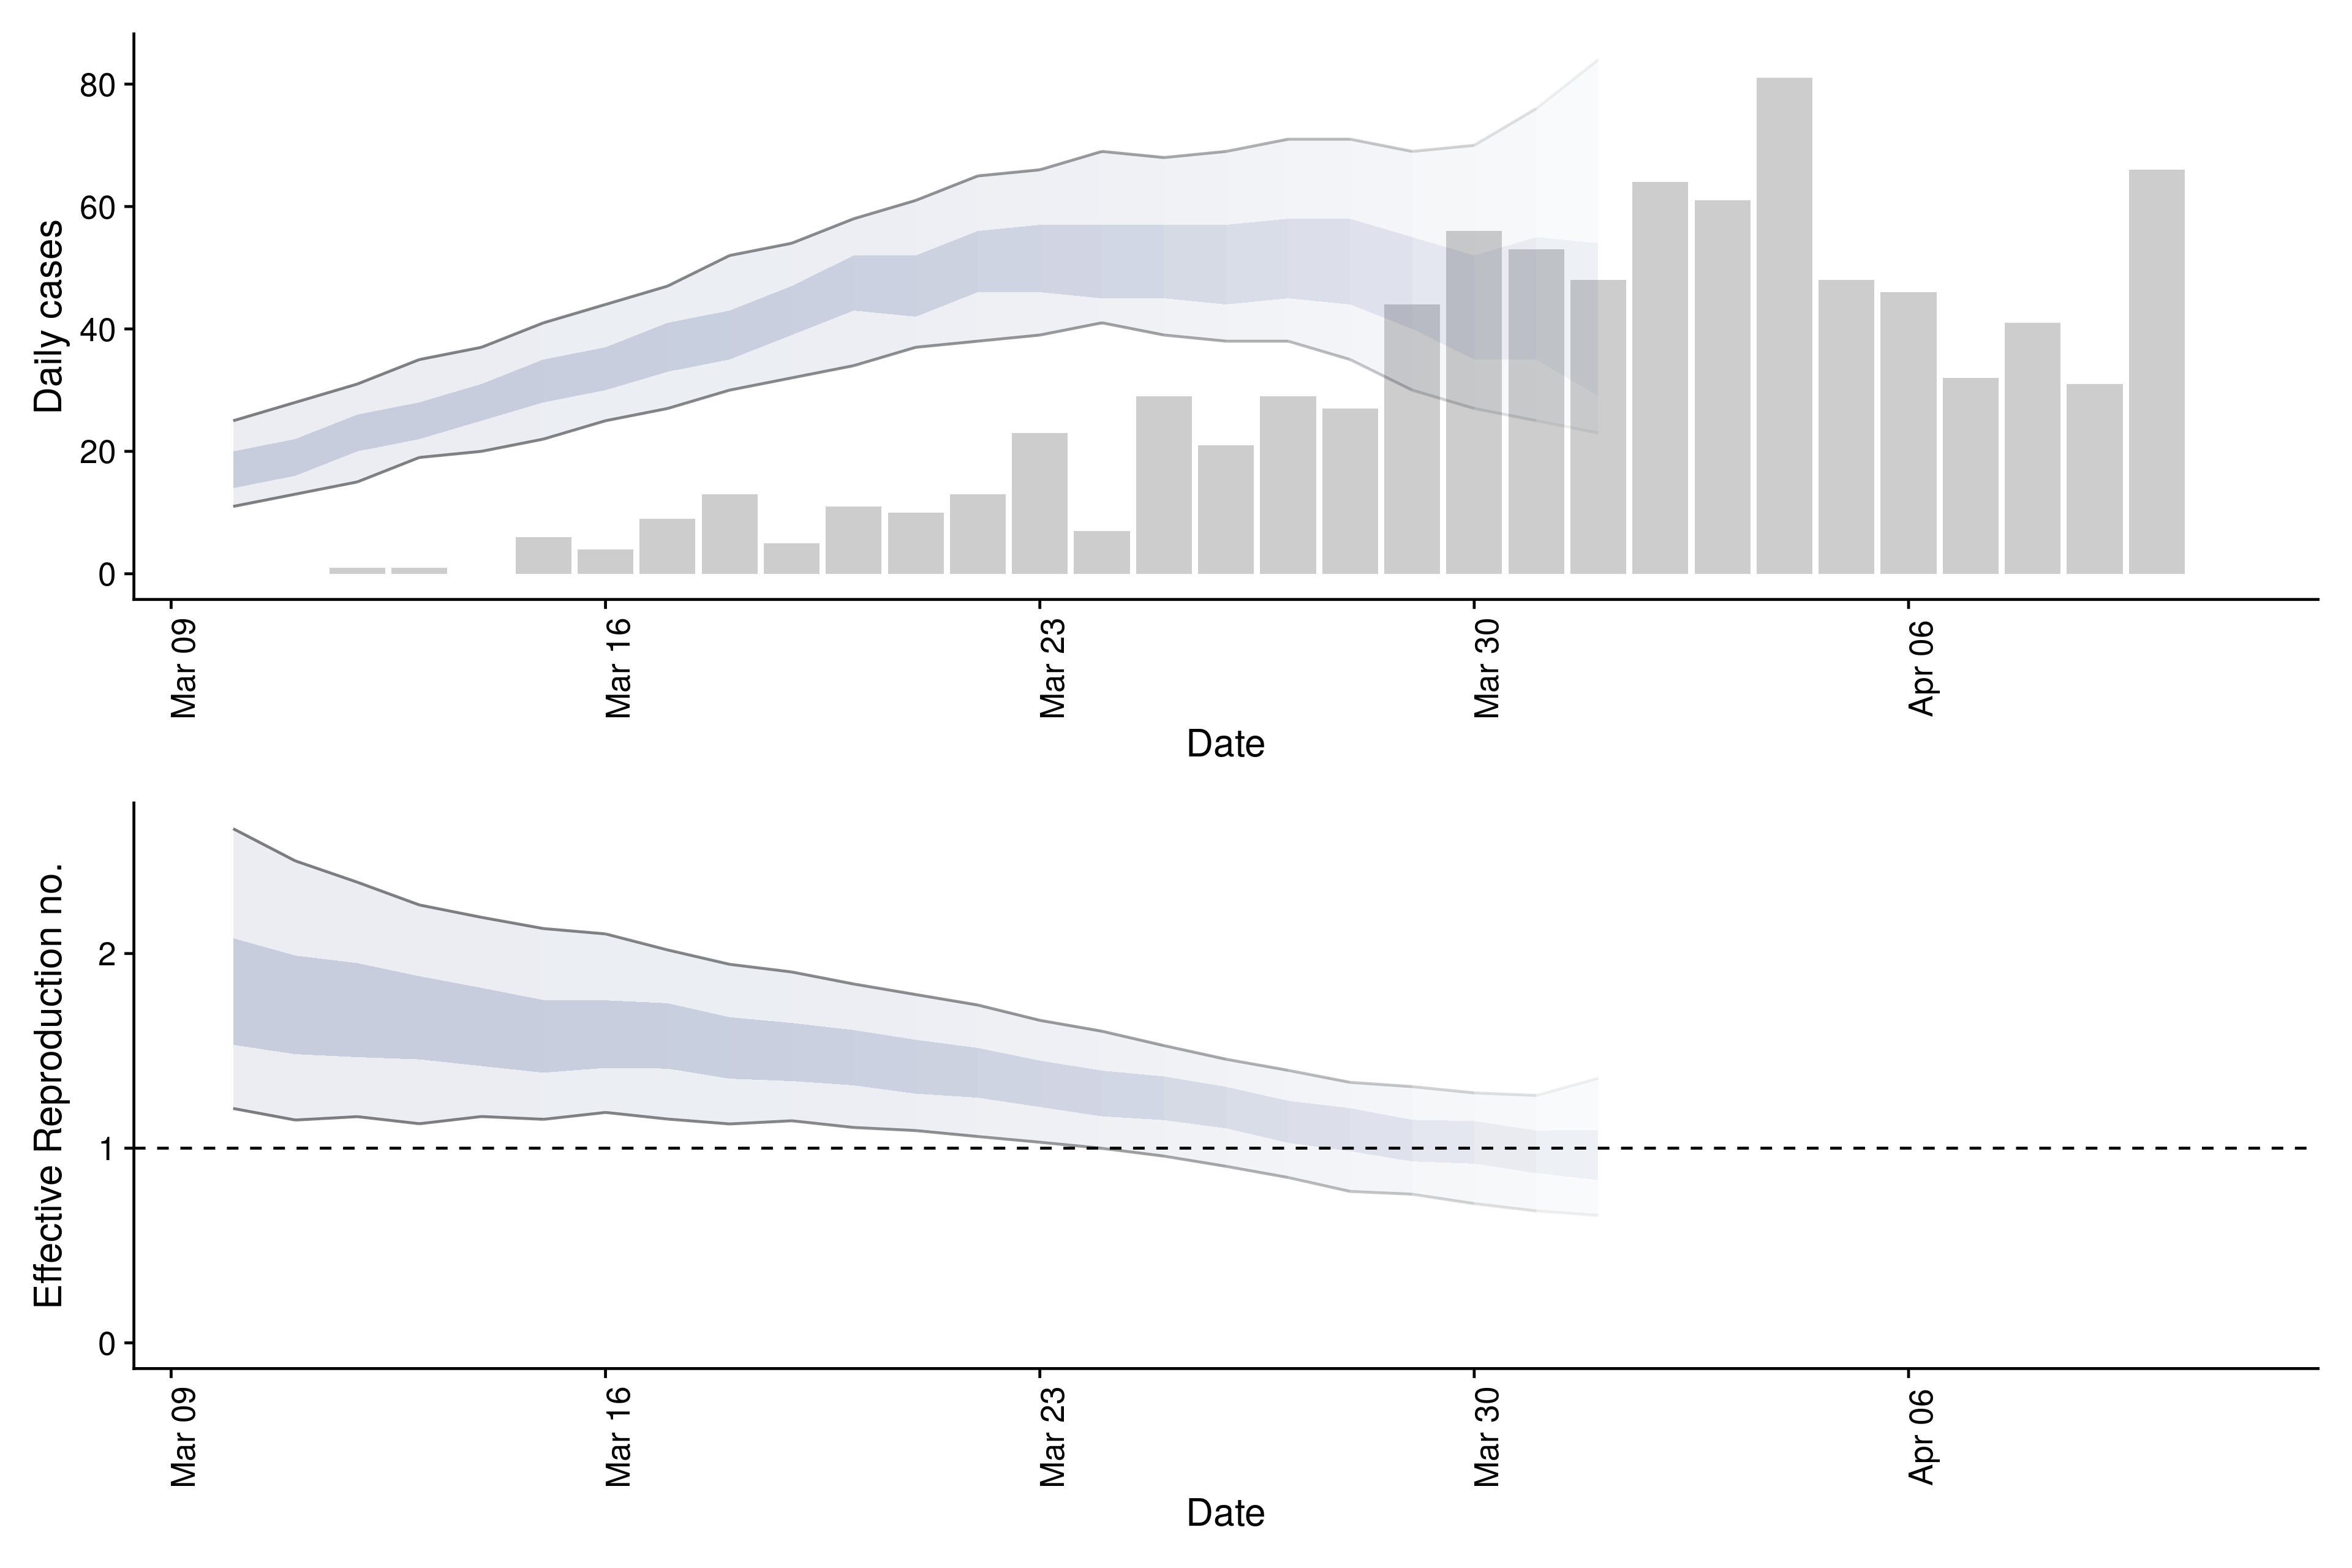 Daily cases
80
60
40
20
0
Mar 09
Mar 16
Mar 23
Mar 30
Apr 06
Date
Effective Reproduction no.
2
1
0
Mar 09
Mar 16
Mar 23
Mar 30
Apr 06
Date